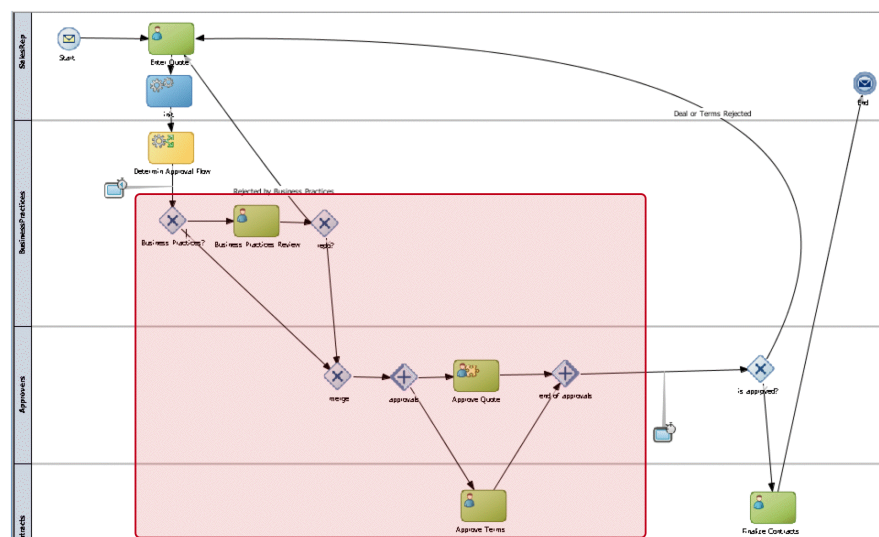 SalesRep
Start
Enter Quote
End
Deal or Terms Rejected
BusinessPractices
Determin Approval Flow
Rejected by Business Practices
Business Practices?
Business Practices Review
redo?
Approvers
merge
approvals
Approve Quote
end of approvals
is approved?
tracts
Approve Terms
Finalize Contracts